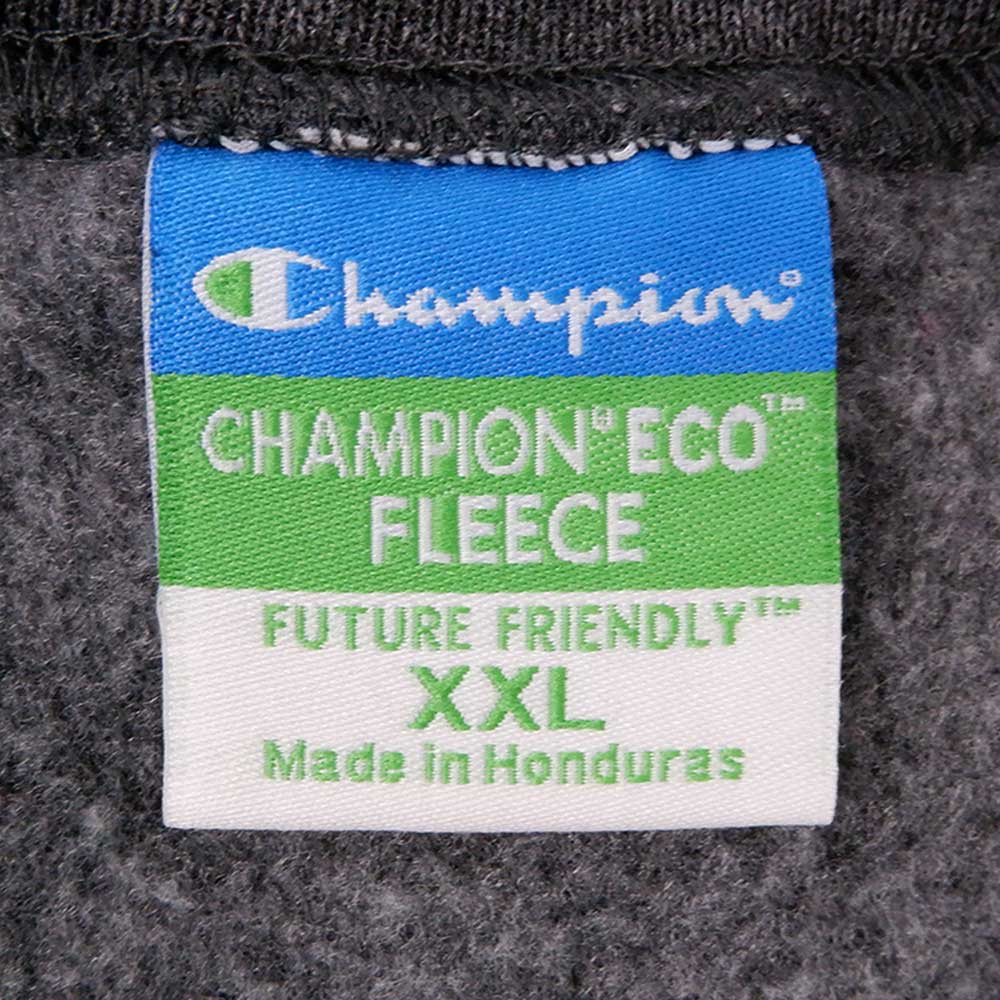 Champion®
CHAMPION® ECO™
FLEECE
FUTURE FRIENDLY™
XXL
Made in Honduras